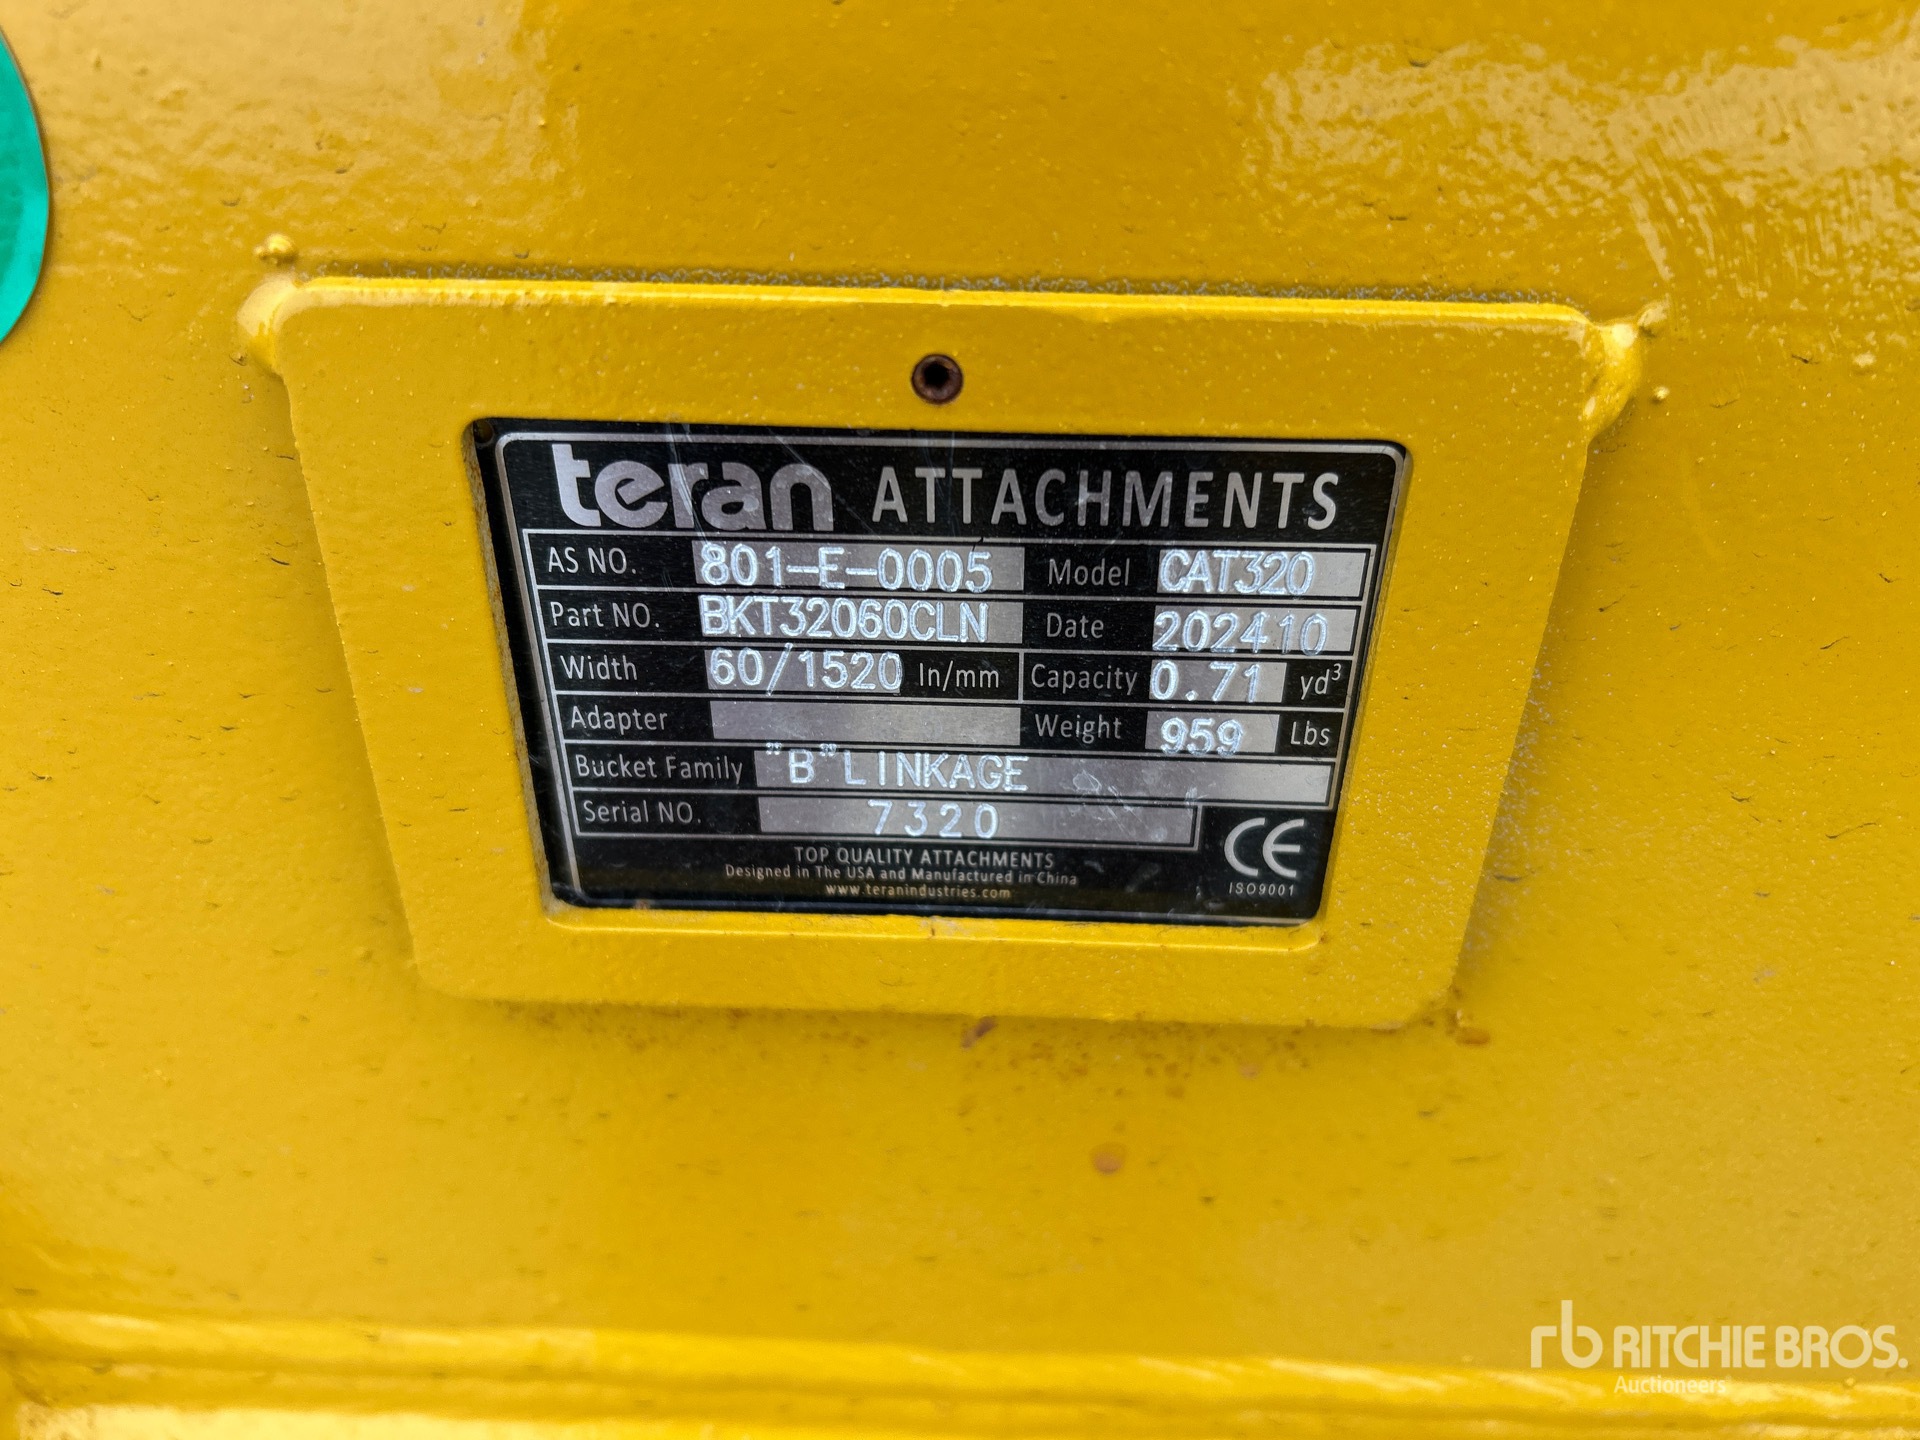 teran ATTACHMENTS
AS NO. 801-E-0005 Model CAT320
Part NO. BKT32060CLN Date 202410
Width 60/1520 In/mm Capacity 0.71 yd³
Adapter Weight 959 Lbs
Bucket Family "B"LINKAGE
Serial NO. 7320
CE
ISO9001
TOP QUALITY ATTACHMENTS
Designed in The USA and Manufactured in China
www.teranindustries.com
rb RITCHIE BROS.
Auctioneers